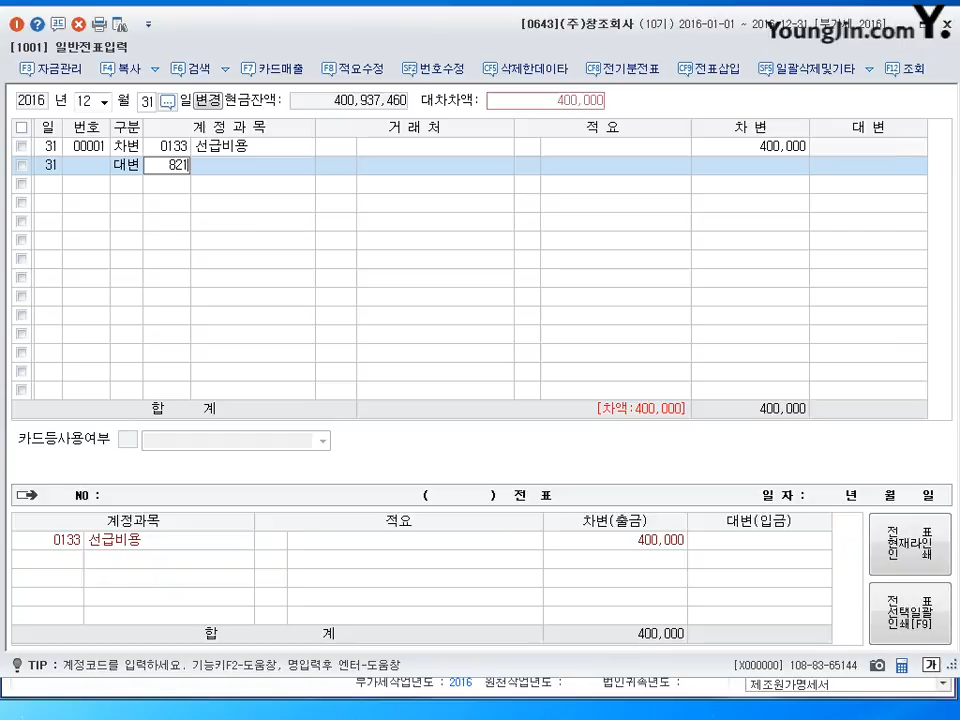 [0643](주)창조회사 (10기) 2016-01-01 ~ 2016-12-31 [부가세 2016]
YoungJin.com Y.
[1001] 일반전표입력
F3 자금관리 F4 복사 F6 검색 F7 카드매출 F8 적요수정 SF2 번호수정 CF5 삭제한데이타 CF8 전기분전표 CF9 전표삽입 SF5 일괄삭제및기타 F12 조회
2016 년 12 월 31 일 변경 현금잔액: 400,937,460 대차차액: 400,000
일 번호 구분 계 정 과 목 거 래 처 적 요 차 변 대 변
31 00001 차변 0133 선급비용 400,000
31 대변 821
합 계 [차액:400,000] 400,000
카드등사용여부
NO : ( ) 전 표 일 자 : 년 월 일
계정과목 적요 차변(출금) 대변(입금)
0133 선급비용 400,000
합 계 400,000
전 표
현재라인
인 쇄
전 표
선택일괄
인쇄[F9]
TIP : 계정코드를 입력하세요. 기능키F2-도움창, 명입력후 엔터-도움창 [X000000] 108-83-65144 가
부가세작업년도 : 2016 원천작업년도 : 법인귀속년도 : 제조원가명세서